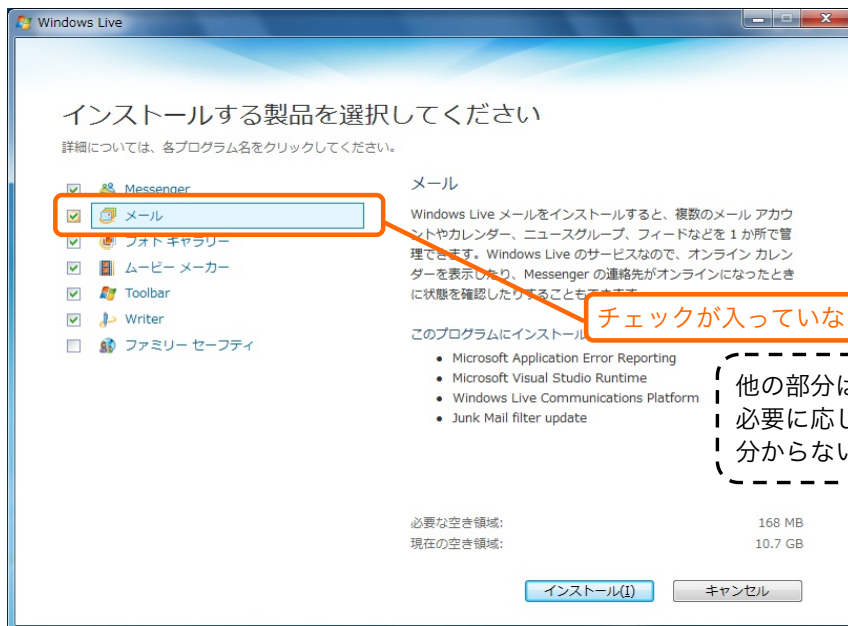 Windows Live
インストールする製品を選択してください
詳細については、各プログラム名をクリックしてください。
Messenger
メール
フォト ギャラリー
ムービー メーカー
Toolbar
Writer
ファミリー セーフティ
メール
Windows Live メールをインストールすると、複数のメール アカウ
ントやカレンダー、ニュースグループ、フィードなどを 1 か所で管
理できます。Windows Live のサービスなので、オンライン カレン
ダーを表示したり、Messenger の連絡先がオンラインになったとき
に状態を確認したりすることもできます。
チェックが入っていな
このプログラムにインストール
• Microsoft Application Error Reporting
• Microsoft Visual Studio Runtime
• Windows Live Communications Platform
• Junk Mail filter update
他の部分は
必要に応じ
分からない
必要な空き領域: 168 MB
現在の空き領域: 10.7 GB
インストール(I)
キャンセル